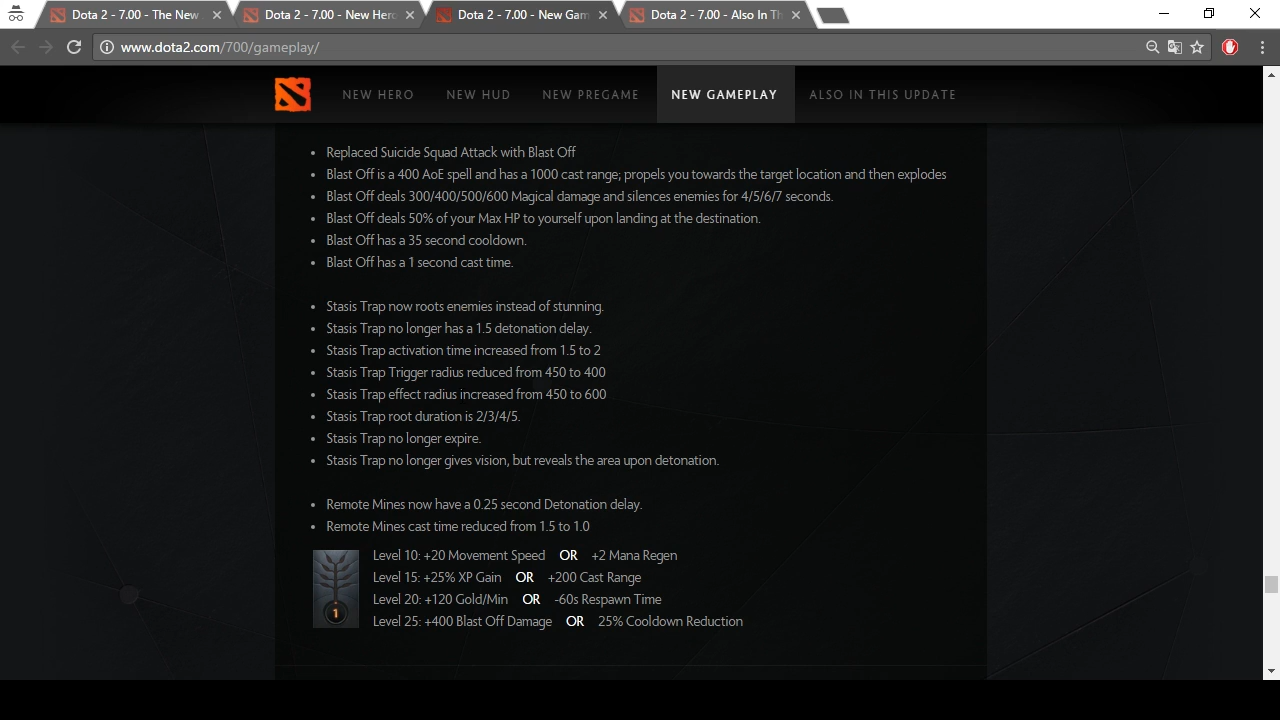 Dota 2 - 7.00 - The New
Dota 2 - 7.00 - New Hero
Dota 2 - 7.00 - New Gam
Dota 2 - 7.00 - Also In Th
www.dota2.com/700/gameplay/
NEW HERO NEW HUD NEW PREGAME NEW GAMEPLAY ALSO IN THIS UPDATE
• Replaced Suicide Squad Attack with Blast Off
• Blast Off is a 400 AoE spell and has a 1000 cast range; propels you towards the target location and then explodes
• Blast Off deals 300/400/500/600 Magical damage and silences enemies for 4/5/6/7 seconds.
• Blast Off deals 50% of your Max HP to yourself upon landing at the destination.
• Blast Off has a 35 second cooldown.
• Blast Off has a 1 second cast time.
• Stasis Trap now roots enemies instead of stunning.
• Stasis Trap no longer has a 1.5 detonation delay.
• Stasis Trap activation time increased from 1.5 to 2
• Stasis Trap Trigger radius reduced from 450 to 400
• Stasis Trap effect radius increased from 450 to 600
• Stasis Trap root duration is 2/3/4/5.
• Stasis Trap no longer expire.
• Stasis Trap no longer gives vision, but reveals the area upon detonation.
• Remote Mines now have a 0.25 second Detonation delay.
• Remote Mines cast time reduced from 1.5 to 1.0
Level 10: +20 Movement Speed OR +2 Mana Regen
Level 15: +25% XP Gain OR +200 Cast Range
Level 20: +120 Gold/Min OR -60s Respawn Time
1
Level 25: +400 Blast Off Damage OR 25% Cooldown Reduction